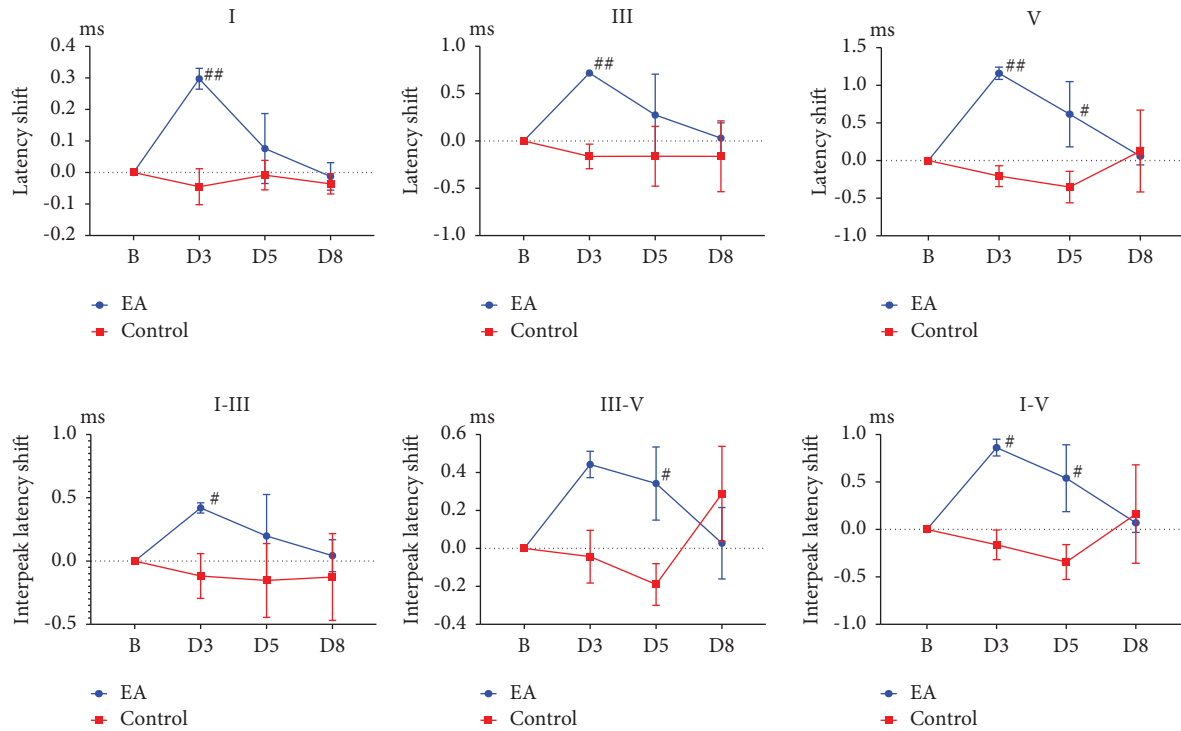 I
ms
0.4
0.3
0.2
0.1
0.0
-0.1
-0.2
Latency shift
##
B D3 D5 D8
EA
Control
III
ms
1.0
0.5
0.0
-0.5
-1.0
Latency shift
##
B D3 D5 D8
EA
Control
V
ms
1.5
1.0
0.5
0.0
-0.5
-1.0
Latency shift
##
#
B D3 D5 D8
EA
Control
I-III
ms
1.0
0.5
0.0
-0.5
Interpeak latency shift
#
B D3 D5 D8
EA
Control
III-V
ms
0.6
0.4
0.2
0.0
-0.2
-0.4
Interpeak latency shift
#
B D3 D5 D8
EA
Control
I-V
ms
1.0
0.5
0.0
-0.5
-1.0
Interpeak latency shift
#
#
B D3 D5 D8
EA
Control